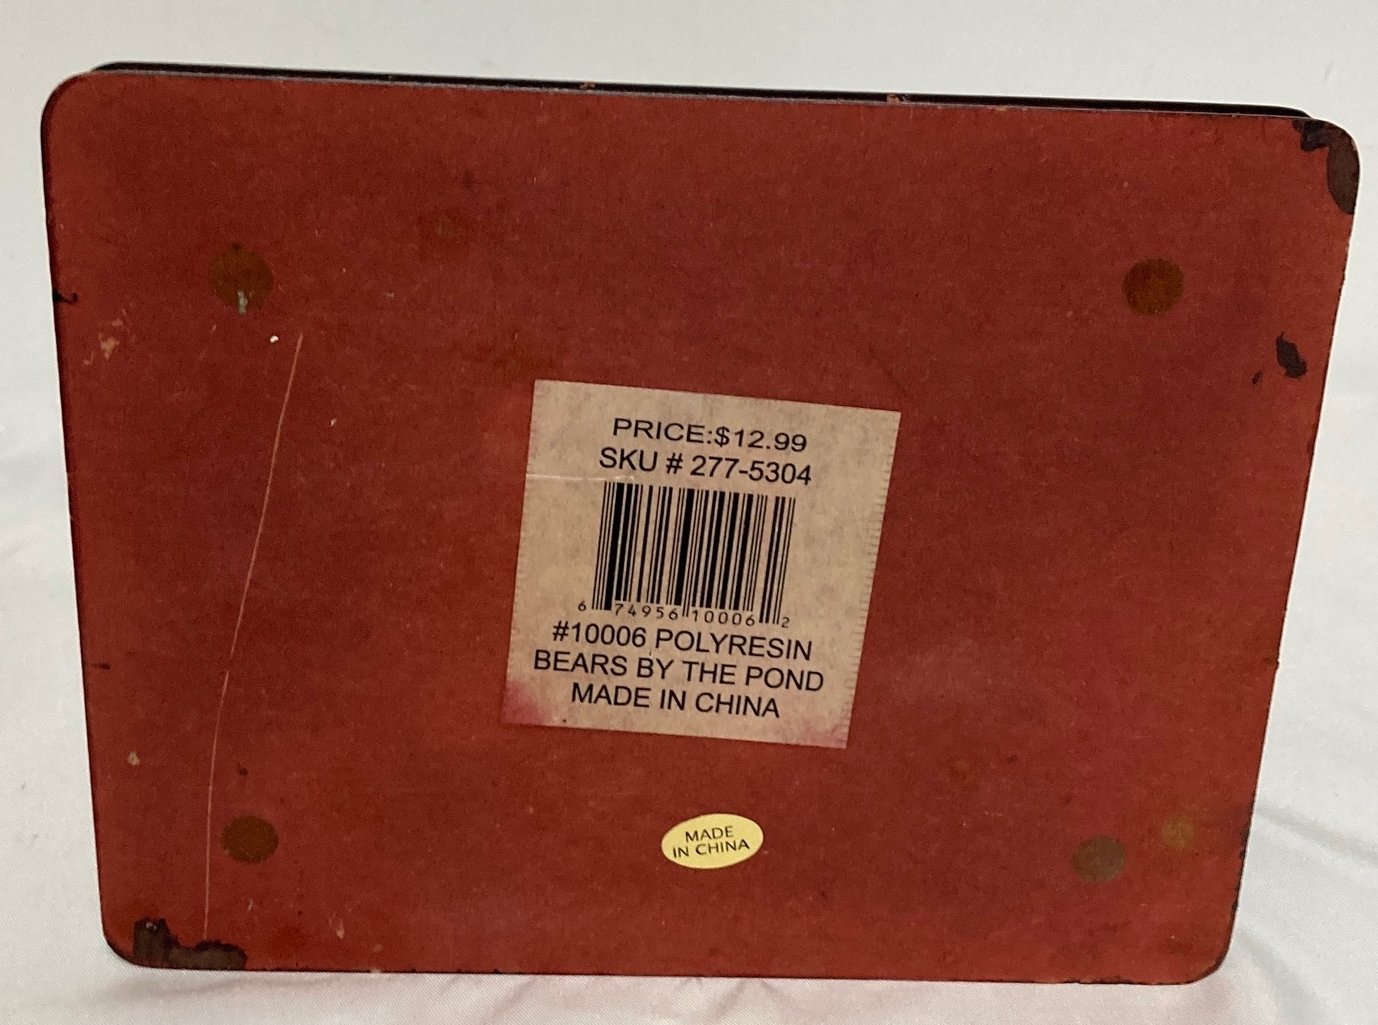 PRICE:$12.99
SKU # 277-5304
6 74956 10006 2
#10006 POLYRESIN
BEARS BY THE POND
MADE IN CHINA
MADE
IN CHINA